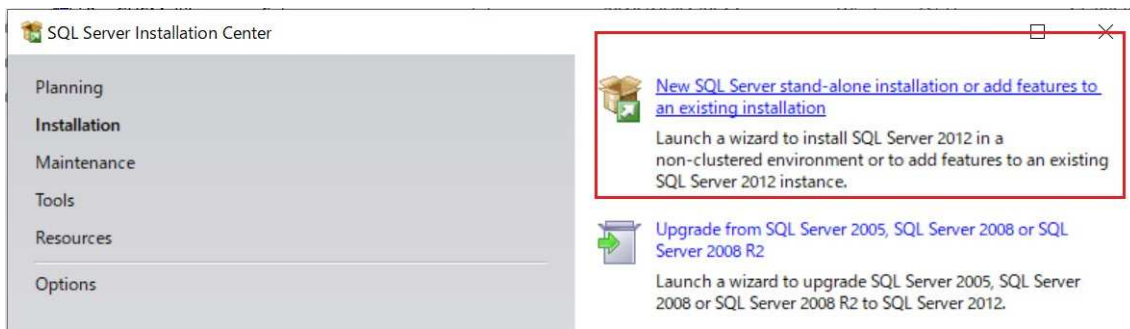 SQL Server Installation Center
Planning
Installation
Maintenance
Tools
Resources
Options
New SQL Server stand-alone installation or add features to
an existing installation
Launch a wizard to install SQL Server 2012 in a
non-clustered environment or to add features to an existing
SQL Server 2012 instance.
Upgrade from SQL Server 2005, SQL Server 2008 or SQL
Server 2008 R2
Launch a wizard to upgrade SQL Server 2005, SQL Server
2008 or SQL Server 2008 R2 to SQL Server 2012.